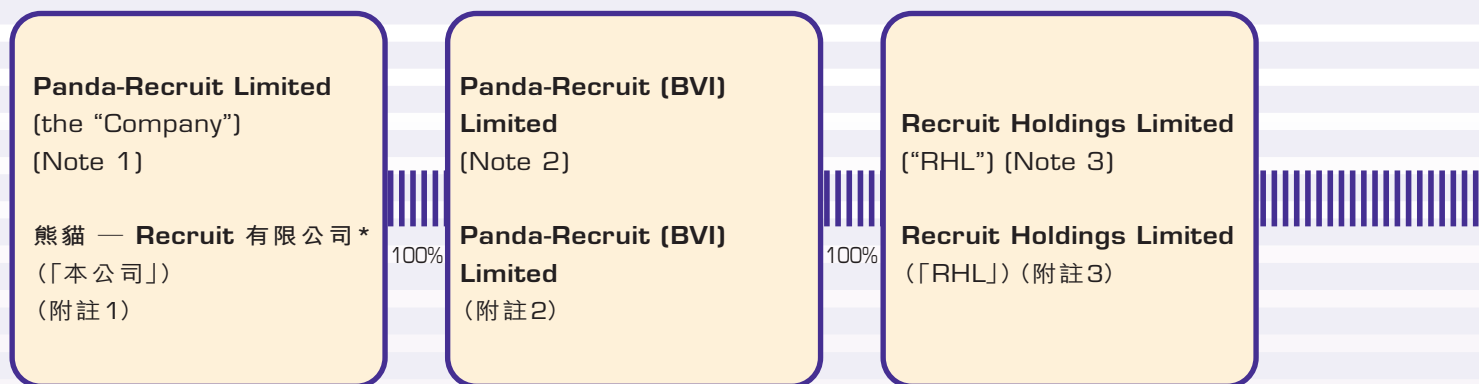 Panda-Recruit Limited
(the “Company”)
(Note 1)
熊貓 — Recruit 有限公司*
（「本公司」）
（附註1）
100%
Panda-Recruit (BVI)
Limited
(Note 2)
Panda-Recruit (BVI)
Limited
（附註2）
100%
Recruit Holdings Limited
(“RHL”) (Note 3)
Recruit Holdings Limited
（「RHL」）（附註3）